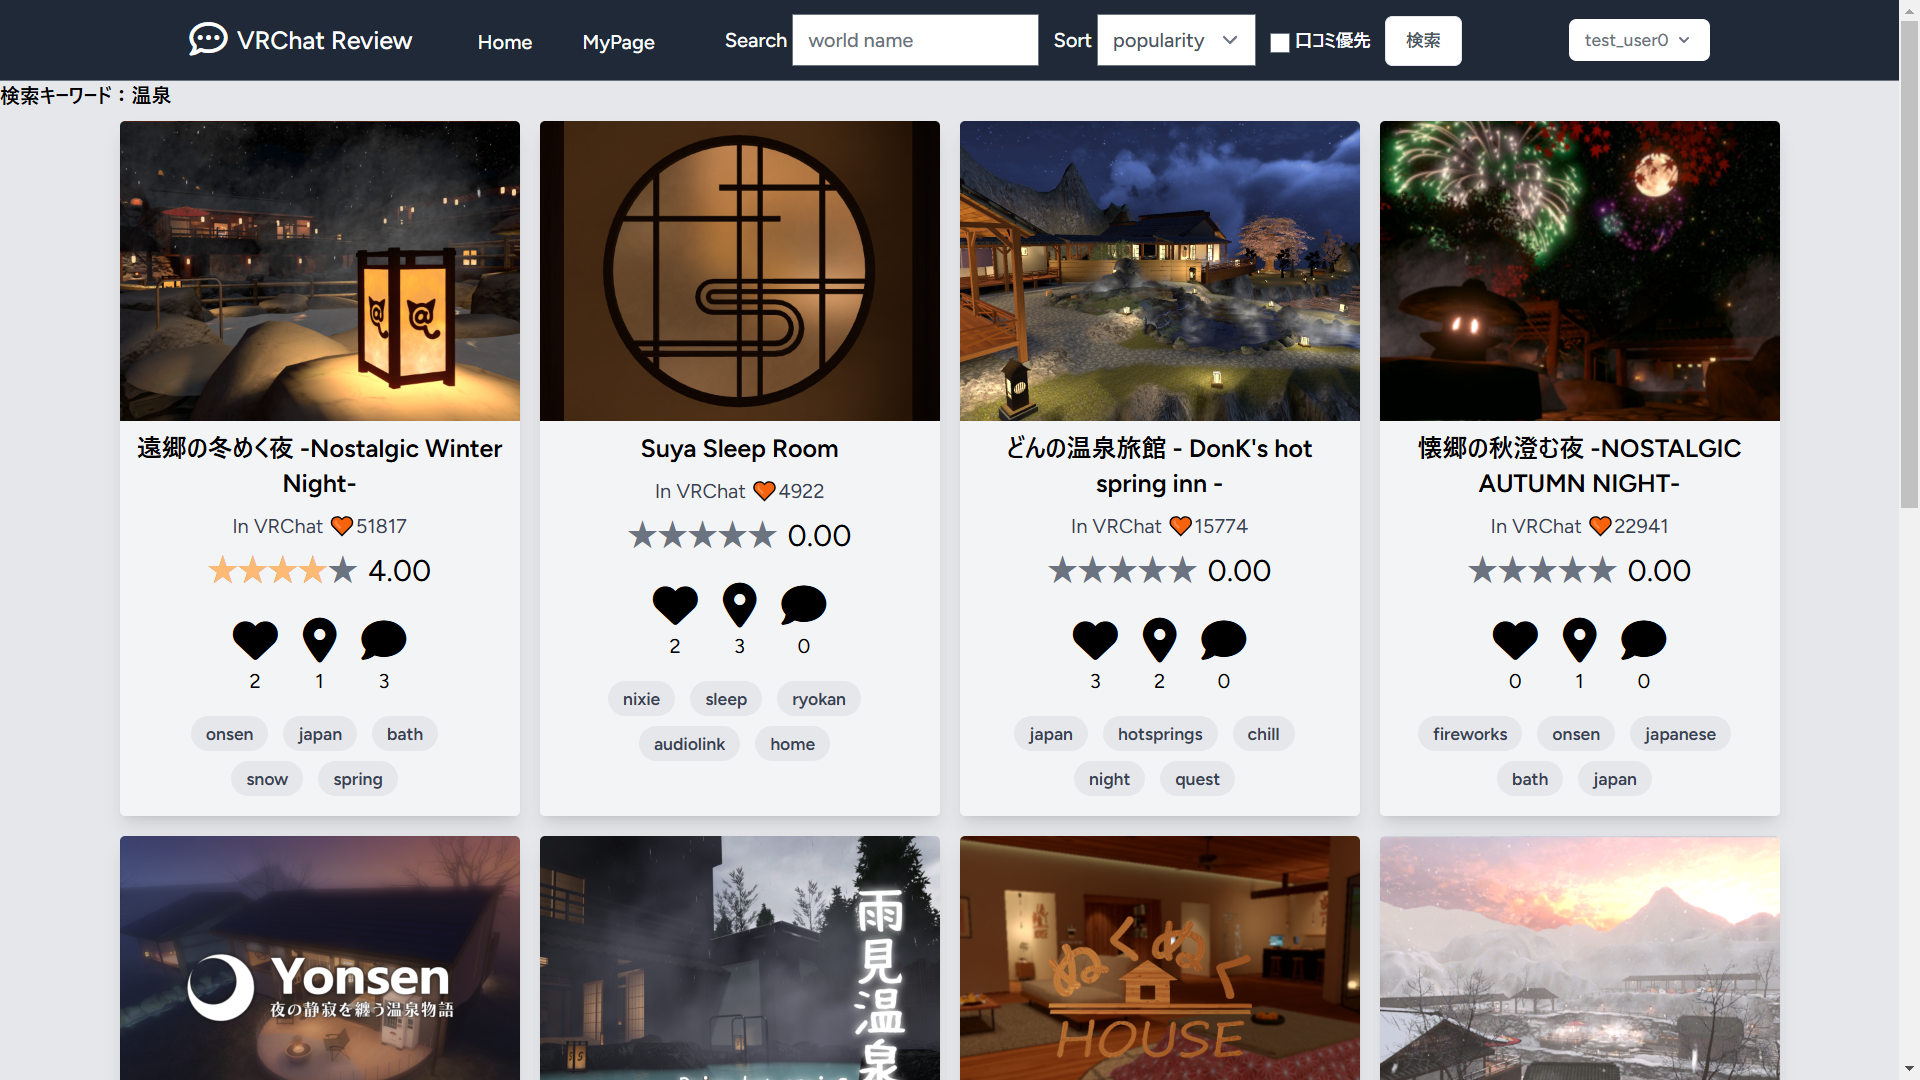 VRChat Review
Home
MyPage
Search
world name
Sort
popularity
口コミ優先
検索
test_user0
検索キーワード：温泉
遠郷の冬めく夜 -Nostalgic Winter
Night-
In VRChat 51817
4.00
2 1 3
onsen japan bath
snow spring
Suya Sleep Room
In VRChat 4922
0.00
2 3 0
nixie sleep ryokan
audiolink home
どんの温泉旅館 - DonK's hot
spring inn -
In VRChat 15774
0.00
3 2 0
japan hotsprings chill
night quest
懐郷の秋澄む夜 -NOSTALGIC
AUTUMN NIGHT-
In VRChat 22941
0.00
0 1 0
fireworks onsen japanese
bath japan
Yonsen
夜の静寂を纏う温泉物語
雨見温泉
ぬくぬく
HOUSE